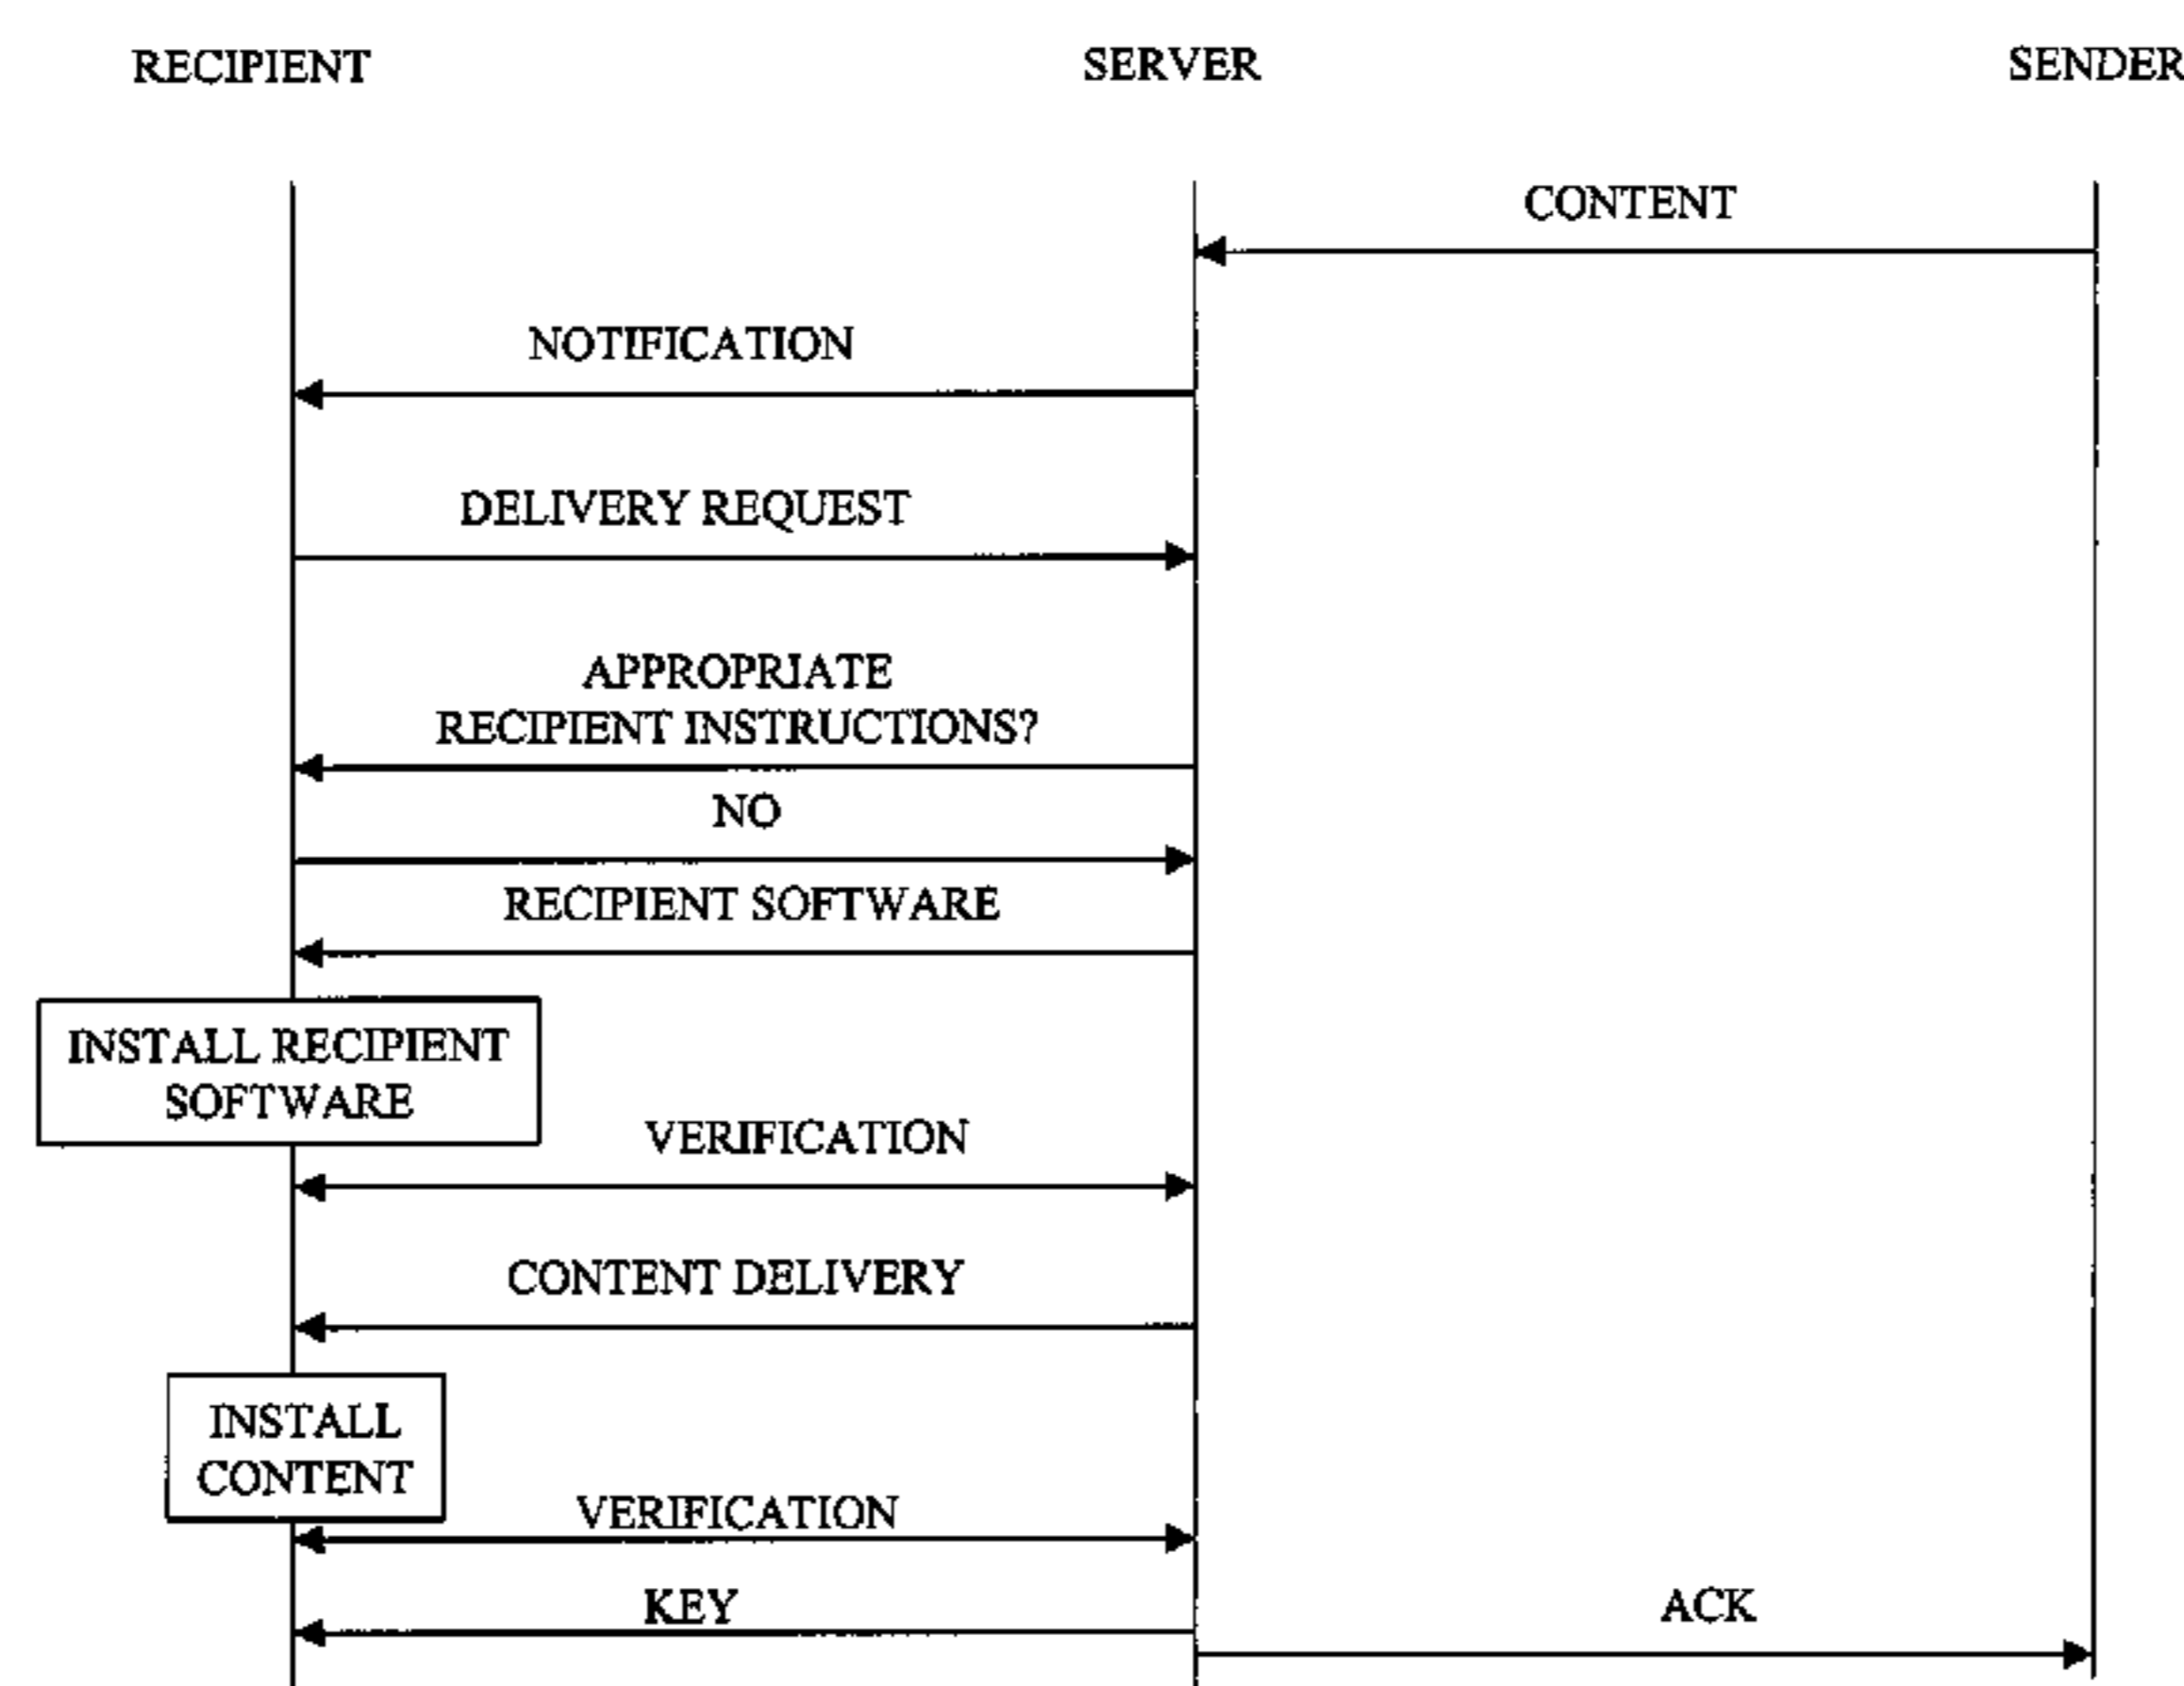 RECIPIENT
SERVER
SENDER
CONTENT
NOTIFICATION
DELIVERY REQUEST
APPROPRIATE
RECIPIENT INSTRUCTIONS?
NO
RECIPIENT SOFTWARE
INSTALL RECIPIENT
SOFTWARE
VERIFICATION
CONTENT DELIVERY
INSTALL
CONTENT
VERIFICATION
KEY
ACK